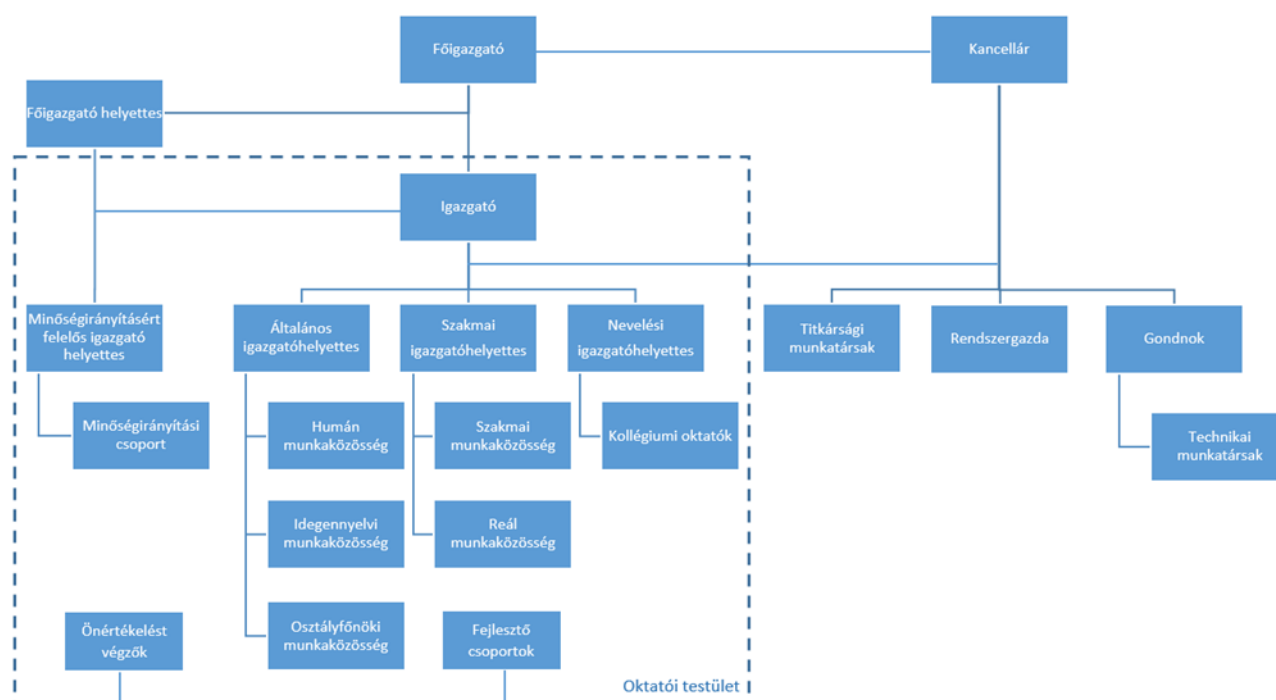 Főigazgató
Kancellár
Főigazgató helyettes
Igazgató
Minőségirányításért
felelős igazgató
helyettes
Általános
igazgatóhelyettes
Szakmai
igazgatóhelyettes
Nevelési
igazgatóhelyettes
Titkársági
munkatársak
Rendszergazda
Gondnok
Minőségirányítási
csoport
Humán
munkaközösség
Szakmai
munkaközösség
Kollégiumi oktatók
Technikai
munkatársak
Idegennyelvi
munkaközösség
Reál
munkaközösség
Önértékelést
végzők
Osztályfőnöki
munkaközösség
Fejlesztő
csoportok
Oktatói testület